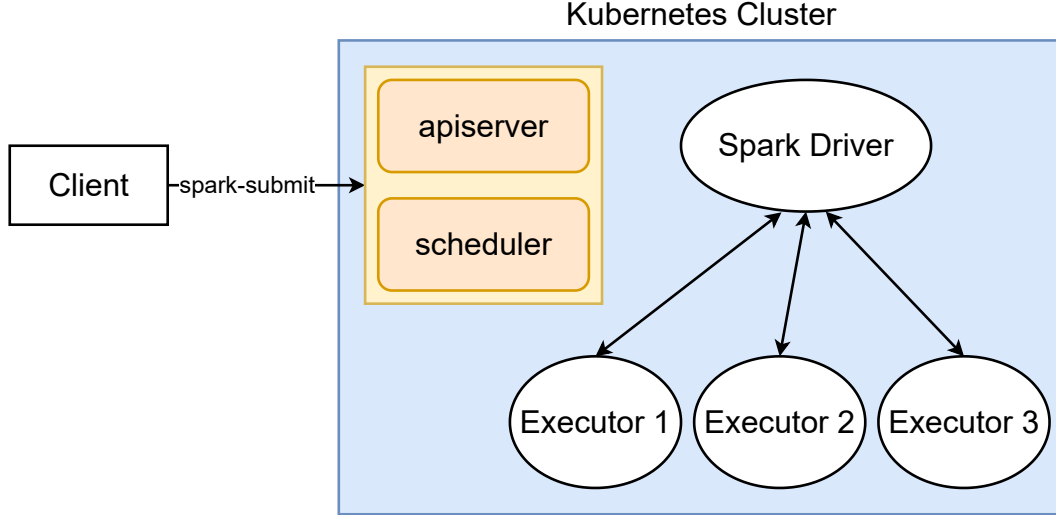 Kubernetes Cluster
apiserver
Spark Driver
Client
spark-submit
scheduler
Executor 1
Executor 2
Executor 3